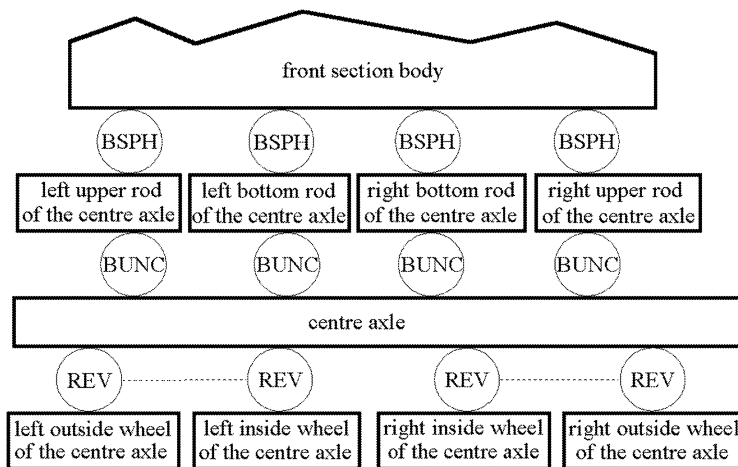 front section body
BSPH BSPH BSPH BSPH
left upper rod of the centre axle
left bottom rod of the centre axle
right bottom rod of the centre axle
right upper rod of the centre axle
BUNC BUNC BUNC BUNC
centre axle
REV REV REV REV
left outside wheel of the centre axle
left inside wheel of the centre axle
right inside wheel of the centre axle
right outside wheel of the centre axle